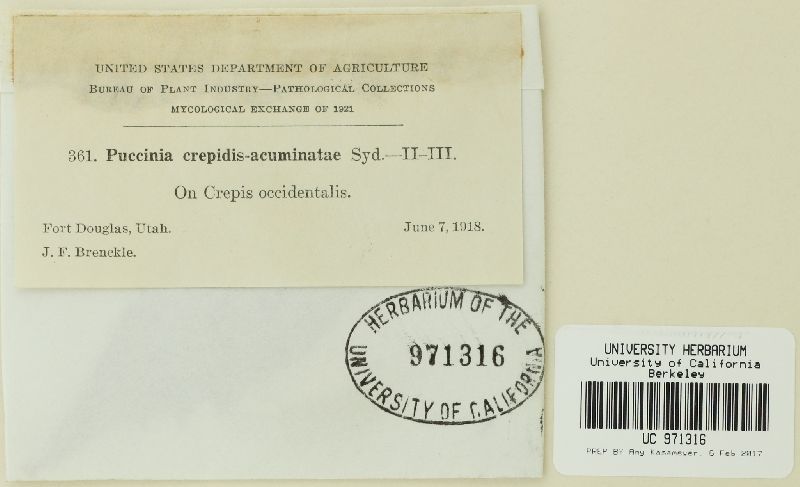 UNITED STATES DEPARTMENT OF AGRICULTURE
BUREAU OF PLANT INDUSTRY—PATHOLOGICAL COLLECTIONS
MYCOLOGICAL EXCHANGE OF 1921
361. Puccinia crepidis-acuminatae Syd.—II–III.
On Crepis occidentalis.
Fort Douglas, Utah. June 7, 1918.
J. F. Brenckle.
HERBARIUM OF THE
971316
UNIVERSITY OF CALIFORNIA
UNIVERSITY HERBARIUM
University of California
Berkeley
UC 971316
PREP BY Amy Kasameyer, 6 Feb 2017